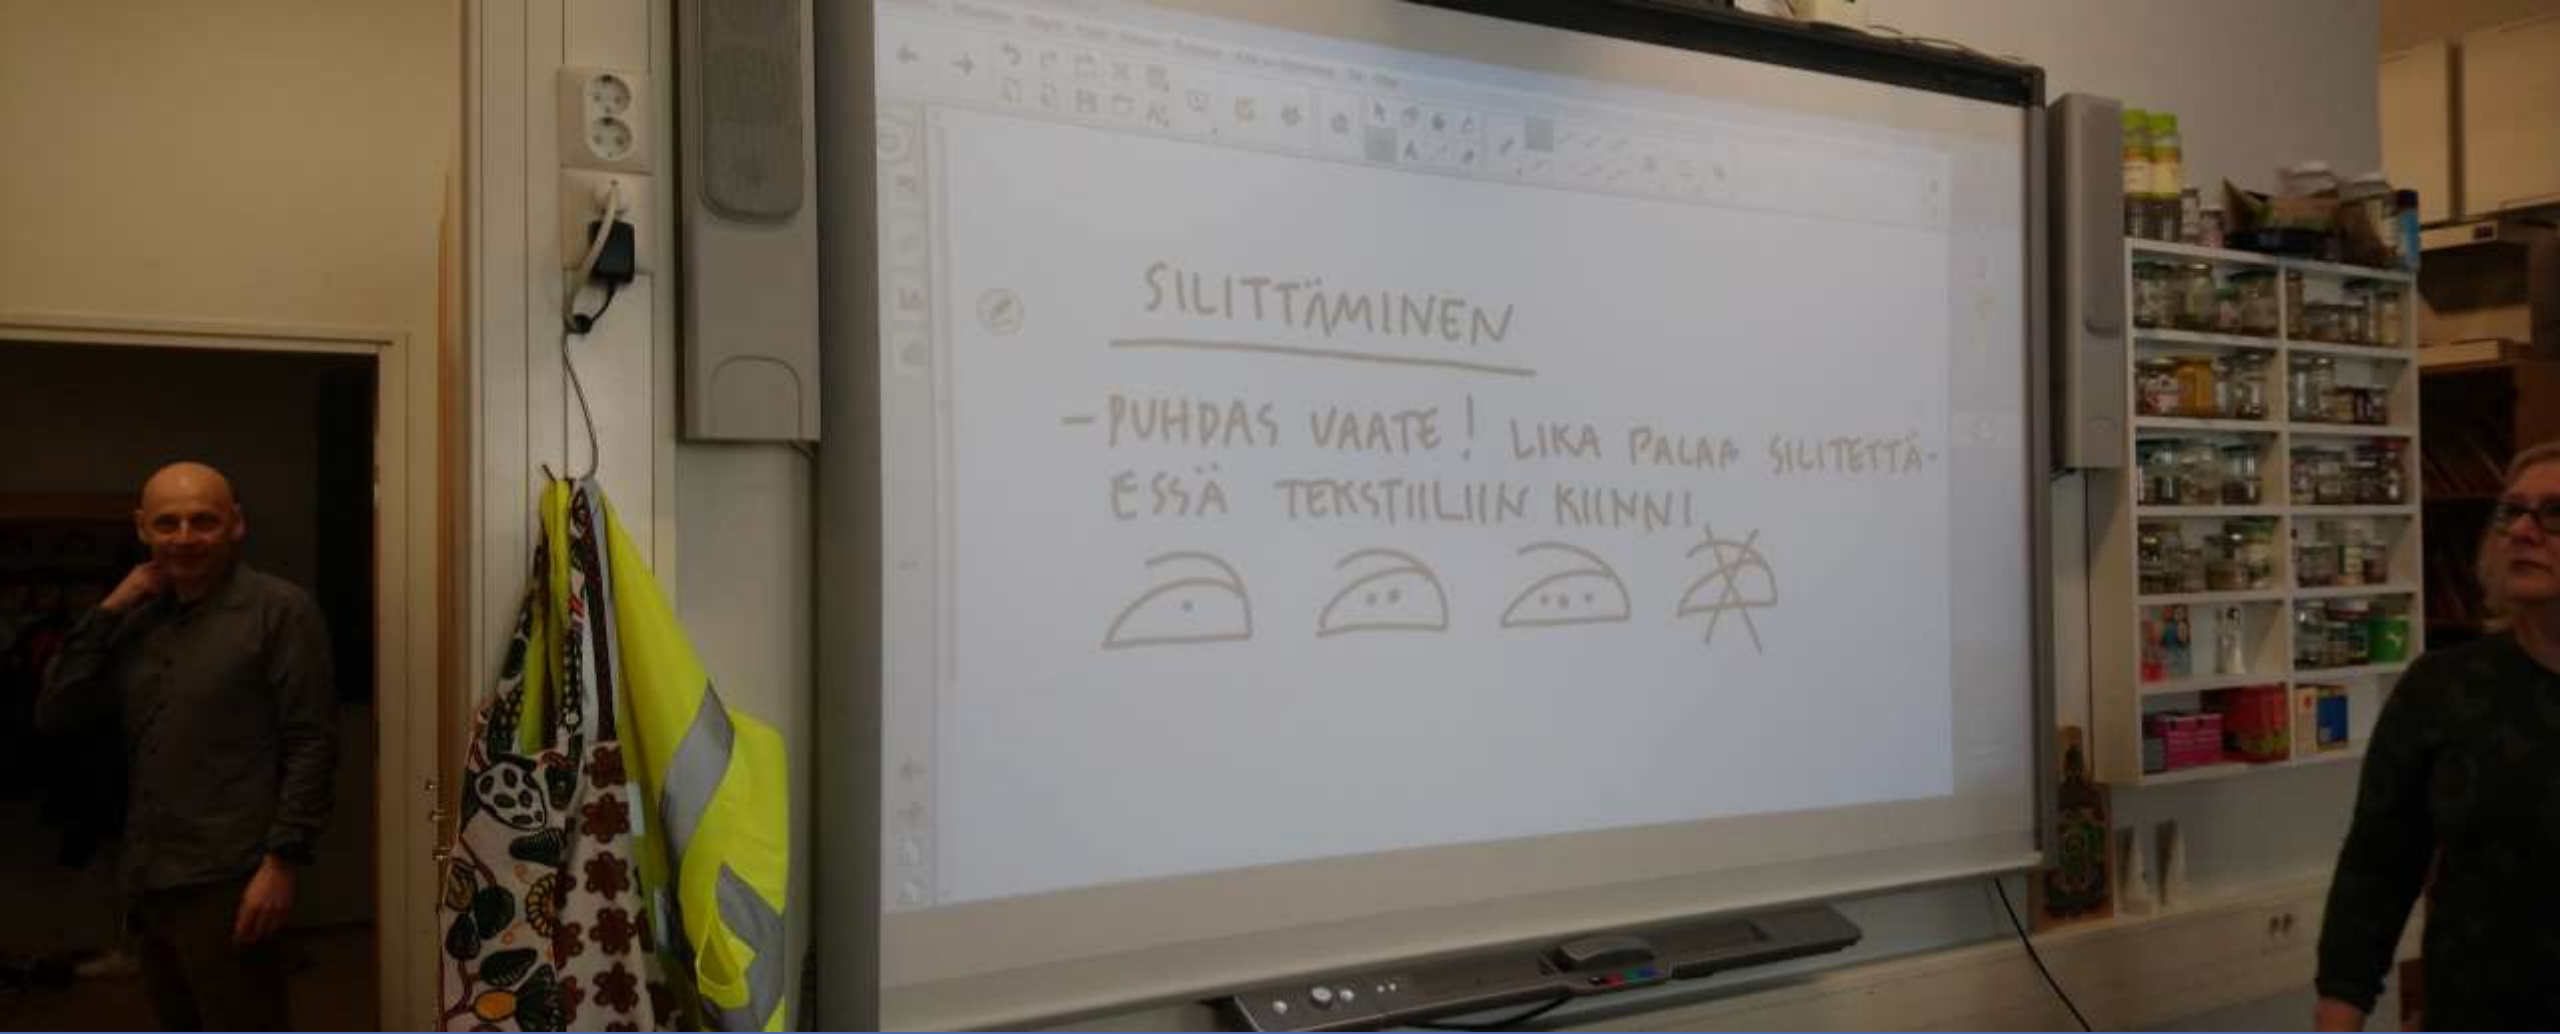 SILITTÄMINEN
– PUHDAS VAATE! LIKA PALAA SILITETTÄ-
ESSÄ TEKSTIILIIN KIINNI